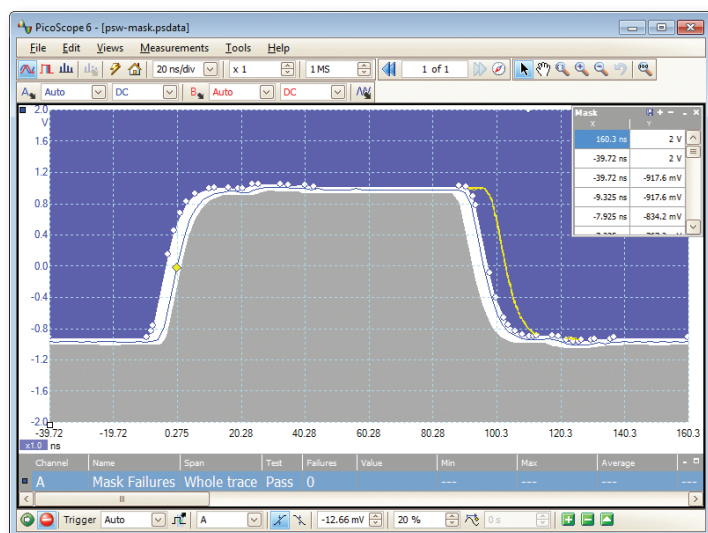 PicoScope 6 - [psw-mask.psdata]
File Edit Views Measurements Tools Help
20 ns/div x 1 1 MS 1 of 1
A Auto DC B Auto DC
2.0
V
1.6
1.2
0.8
0.4
0.0
-0.4
-0.8
-1.2
-1.6
-2.0
Mask
X Y
160.3 ns 2 V
-39.72 ns 2 V
-39.72 ns -917.6 mV
-9.325 ns -917.6 mV
-7.925 ns -834.2 mV
-39.72 -19.72 0.275 20.28 40.28 60.28 80.28 100.3 120.3 140.3 160.3
x1.0 ns
Channel Name Span Test Failures Value Min Max Average
A Mask Failures Whole trace Pass 0 --- --- ---
Trigger Auto A -12.66 mV 20 % 0 s